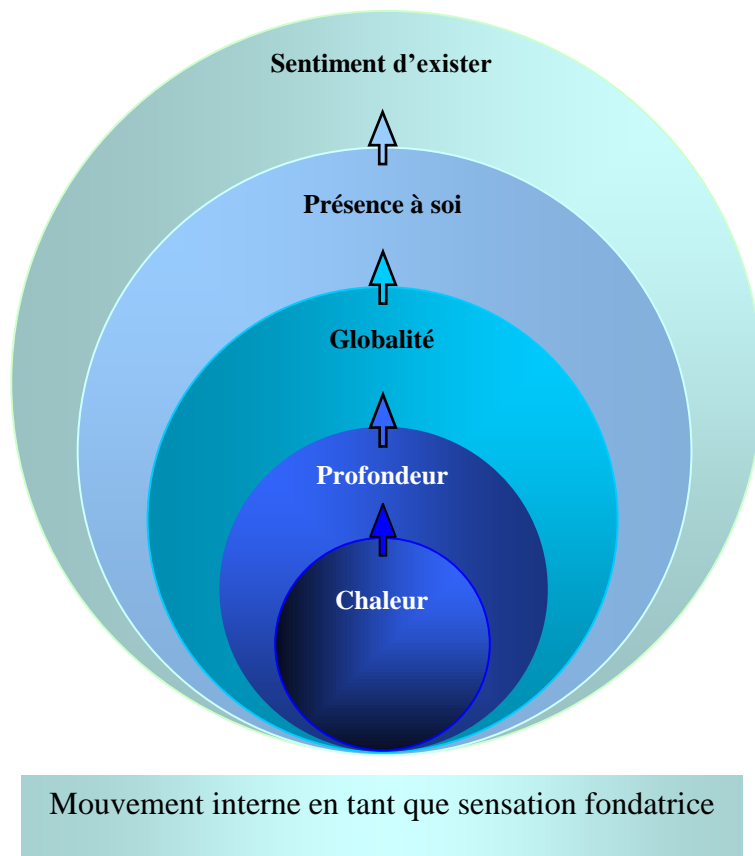 Sentiment d’exister
Présence à soi
Globalité
Profondeur
Chaleur
Mouvement interne en tant que sensation fondatrice